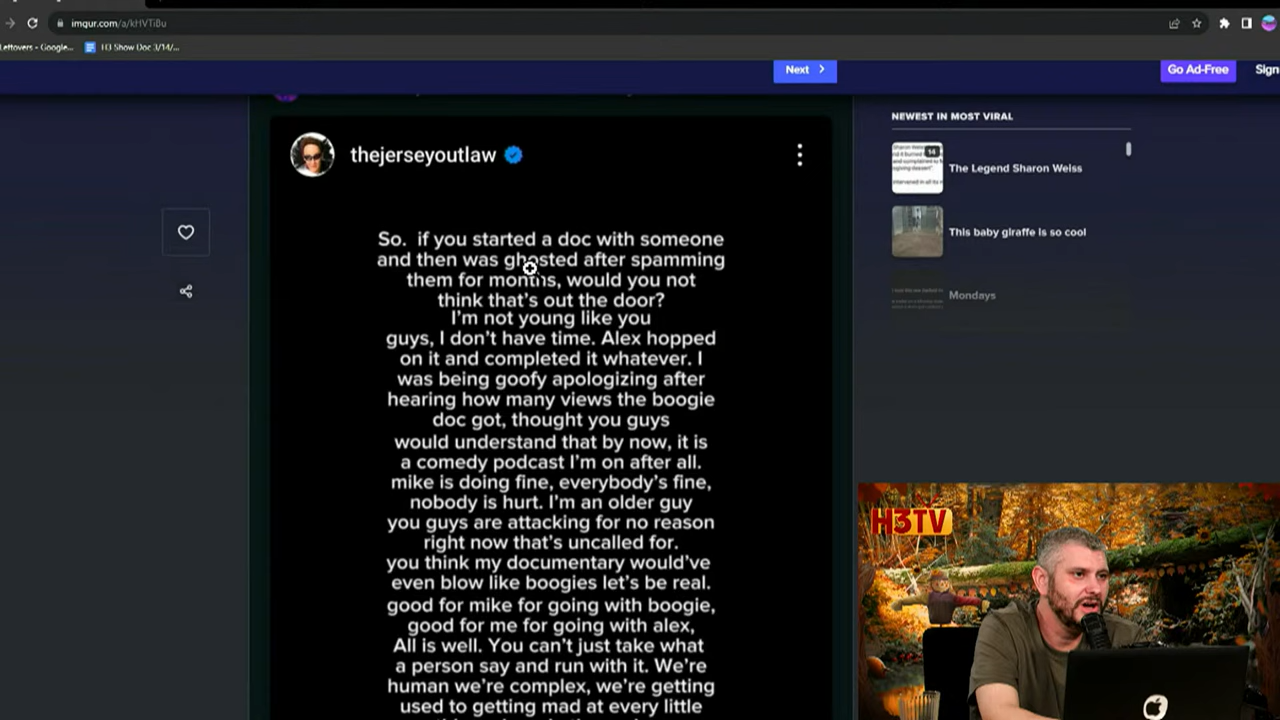 imgur.com/a/kHVTiBu
Leftovers - Google...
H3 Show Doc 3/14/...
Next
Go Ad-Free
Sign
thejerseyoutlaw
So.  if you started a doc with someone
and then was ghosted after spamming
them for months, would you not
think that's out the door?
I'm not young like you
guys, I don't have time. Alex hopped
on it and completed it whatever. I
was being goofy apologizing after
hearing how many views the boogie
doc got, thought you guys
would understand that by now, it is
a comedy podcast I'm on after all.
mike is doing fine, everybody's fine,
nobody is hurt. I'm an older guy
you guys are attacking for no reason
right now that's uncalled for.
you think my documentary would've
even blow like boogies let's be real.
good for mike for going with boogie,
good for me for going with alex,
All is well. You can't just take what
a person say and run with it. We're
human we're complex, we're getting
used to getting mad at every little
NEWEST IN MOST VIRAL
14
The Legend Sharon Weiss
This baby giraffe is so cool
Mondays
H3TV